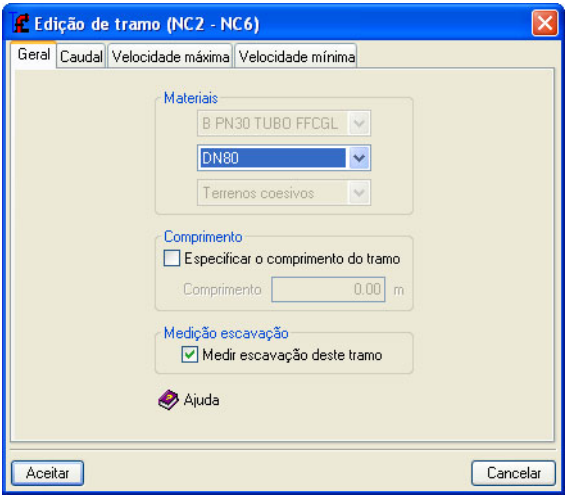 Edição de tramo (NC2 - NC6)
Geral Caudal Velocidade máxima Velocidade mínima
Materiais
B PN30 TUBO FFCGL
DN80
Terrenos coesivos
Comprimento
Especificar o comprimento do tramo
Comprimento 0.00 m
Medição escavação
Medir escavação deste tramo
Ajuda
Aceitar Cancelar